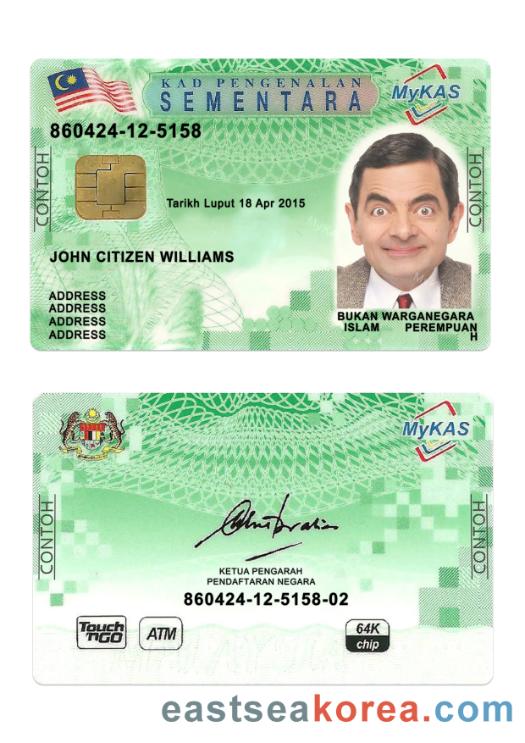 KAD PENGENALAN
SEMENTARA
MyKAS
860424-12-5158
CONTOH
CONTOH
Tarikh Luput 18 Apr 2015
JOHN CITIZEN WILLIAMS
ADDRESS
ADDRESS
ADDRESS
ADDRESS
BUKAN WARGANEGARA
ISLAM PEREMPUAN
H
MyKAS
CONTOH
CONTOH
KETUA PENGARAH
PENDAFTARAN NEGARA
860424-12-5158-02
Touch
'nGO
ATM
64K
chip
eastseakorea.com